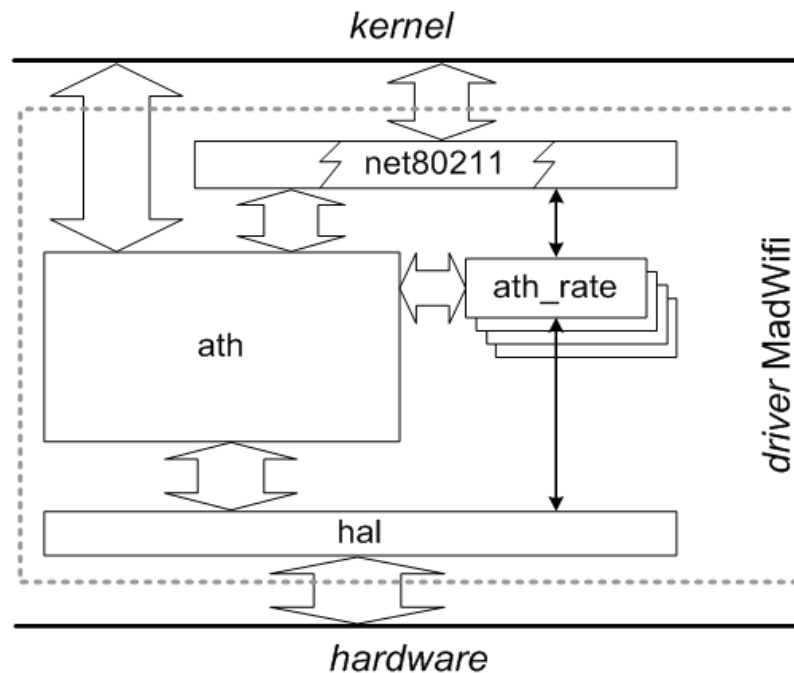 kernel
net80211
ath_rate
ath
driver MadWifi
hal
hardware